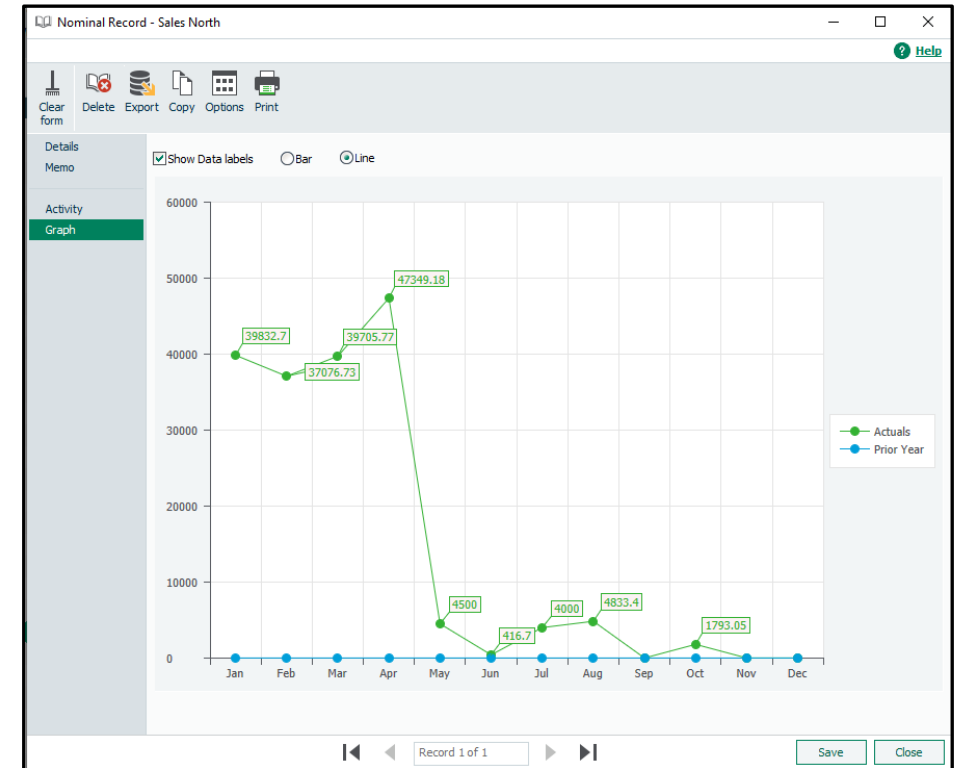 Nominal Record - Sales North
? Help
Clear form
Delete Export Copy Options Print
Details
Memo
Activity
Graph
Show Data labels Bar Line
60000
50000
47349.18
39832.7 39705.77
40000
37076.73
30000
Actuals
Prior Year
20000
10000
4500 4000 4833.4
416.7 1793.05
0
Jan Feb Mar Apr May Jun Jul Aug Sep Oct Nov Dec
Record 1 of 1
Save Close